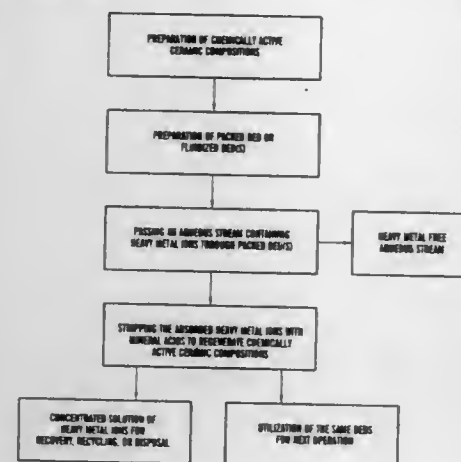 PREPARATION OF CHEMICALLY ACTIVE
CERAMIC COMPOSITIONS
PREPARATION OF PACKED BED OR
FLUIDIZED BED(S)
PASSING AN AQUEOUS STREAM CONTAINING
HEAVY METAL IONS THROUGH PACKED BED(S)
HEAVY METAL FREE
AQUEOUS STREAM
STRIPPING THE ABSORBED HEAVY METAL IONS WITH
MINERAL ACIDS TO REGENERATE CHEMICALLY
ACTIVE CERAMIC COMPOSITIONS
CONCENTRATED SOLUTION OF
HEAVY METAL IONS FOR
RECOVERY, RECYCLING, OR DISPOSAL
UTILIZATION OF THE SAME BEDS
FOR NEXT OPERATION